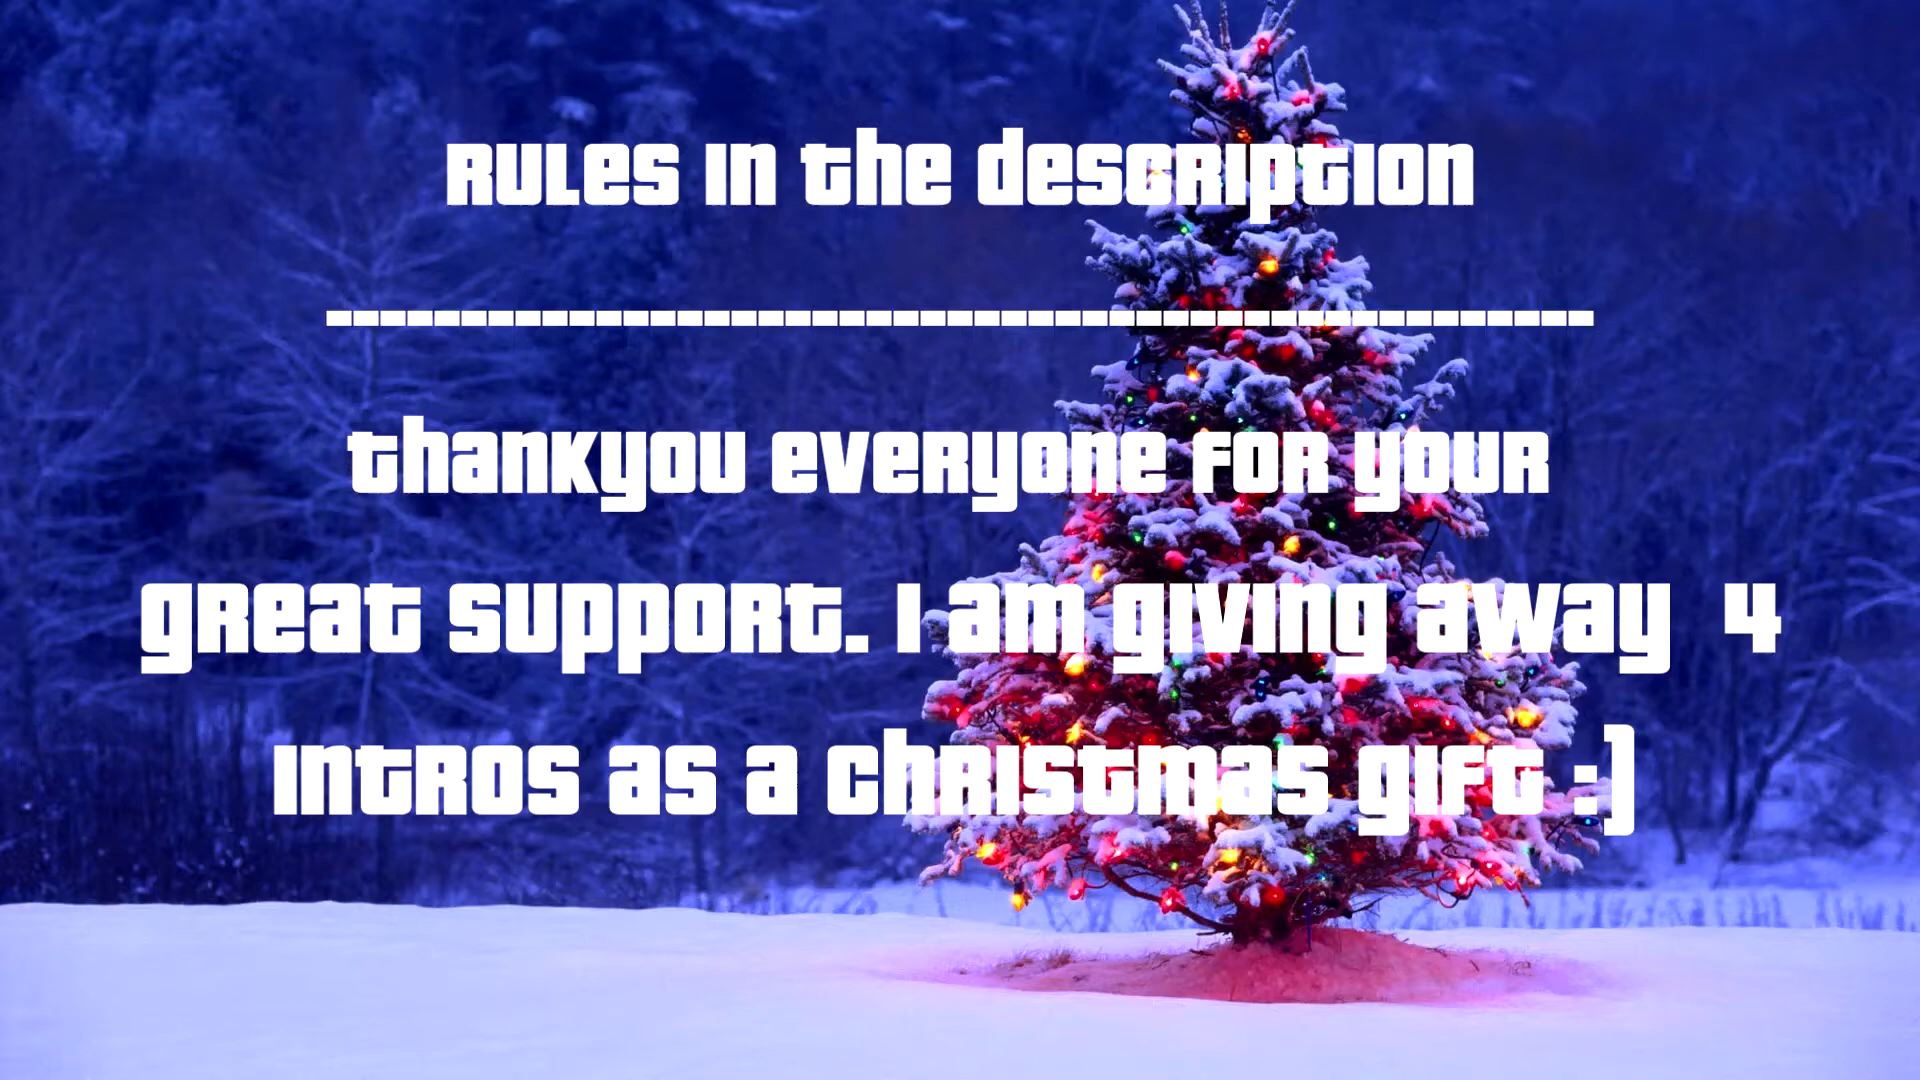 Rules in the description
-----------------------------------------------
Thankyou everyone for your
great support. I am giving away 4
intros as a christmas gift :)